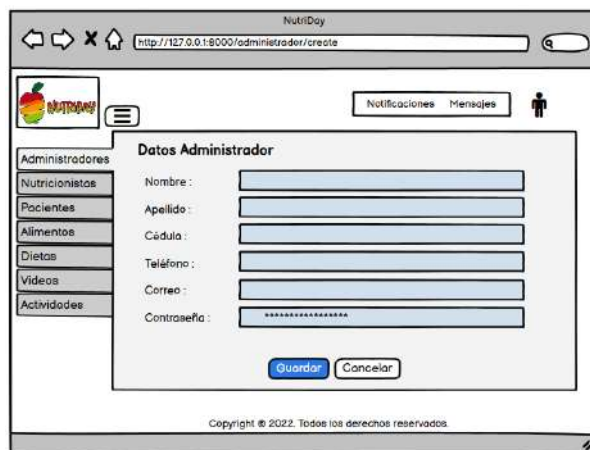 NutriDay
http://127.0.0.1:8000/administrador/create
NUTRIDAY
Notificaciones Mensajes
Administradores
Nutricionistas
Pacientes
Alimentos
Dietas
Videos
Actividades
Datos Administrador
Nombre :
Apellido :
Cédula :
Teléfono :
Correo :
Contraseña : *****************
Guardar Cancelar
Copyright © 2022. Todos los derechos reservados.